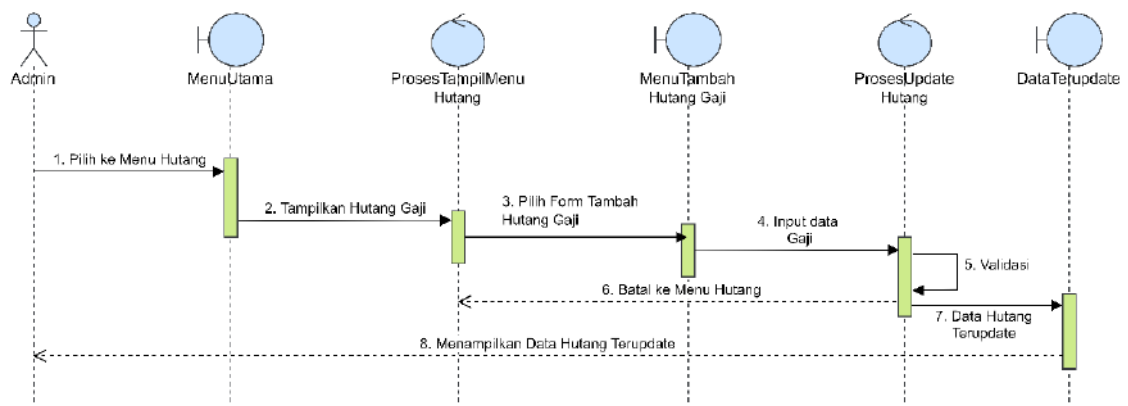 Admin
MenuUtama
ProsesTampilMenu
Hutang
MenuTambah
Hutang Gaji
ProsesUpdate
Hutang
DataTerupdate
1. Pilih ke Menu Hutang
2. Tampilkan Hutang Gaji
3. Pilih Form Tambah
Hutang Gaji
4. Input data
Gaji
5. Validasi
6. Batal ke Menu Hutang
7. Data Hutang
Terupdate
8. Menampilkan Data Hutang Terupdate